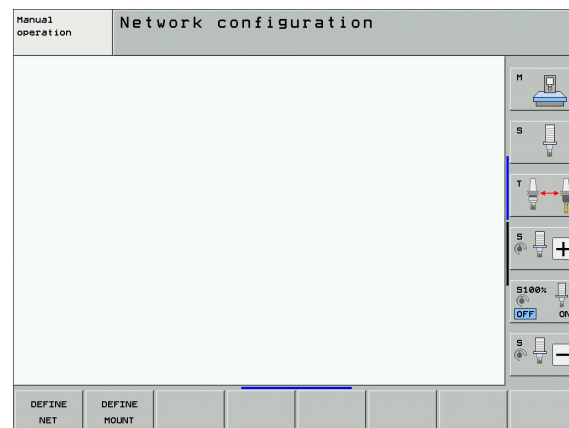 Manual
operation
Network configuration
M
S
T
S
S100%
OFF ON
S
DEFINE
NET
DEFINE
MOUNT